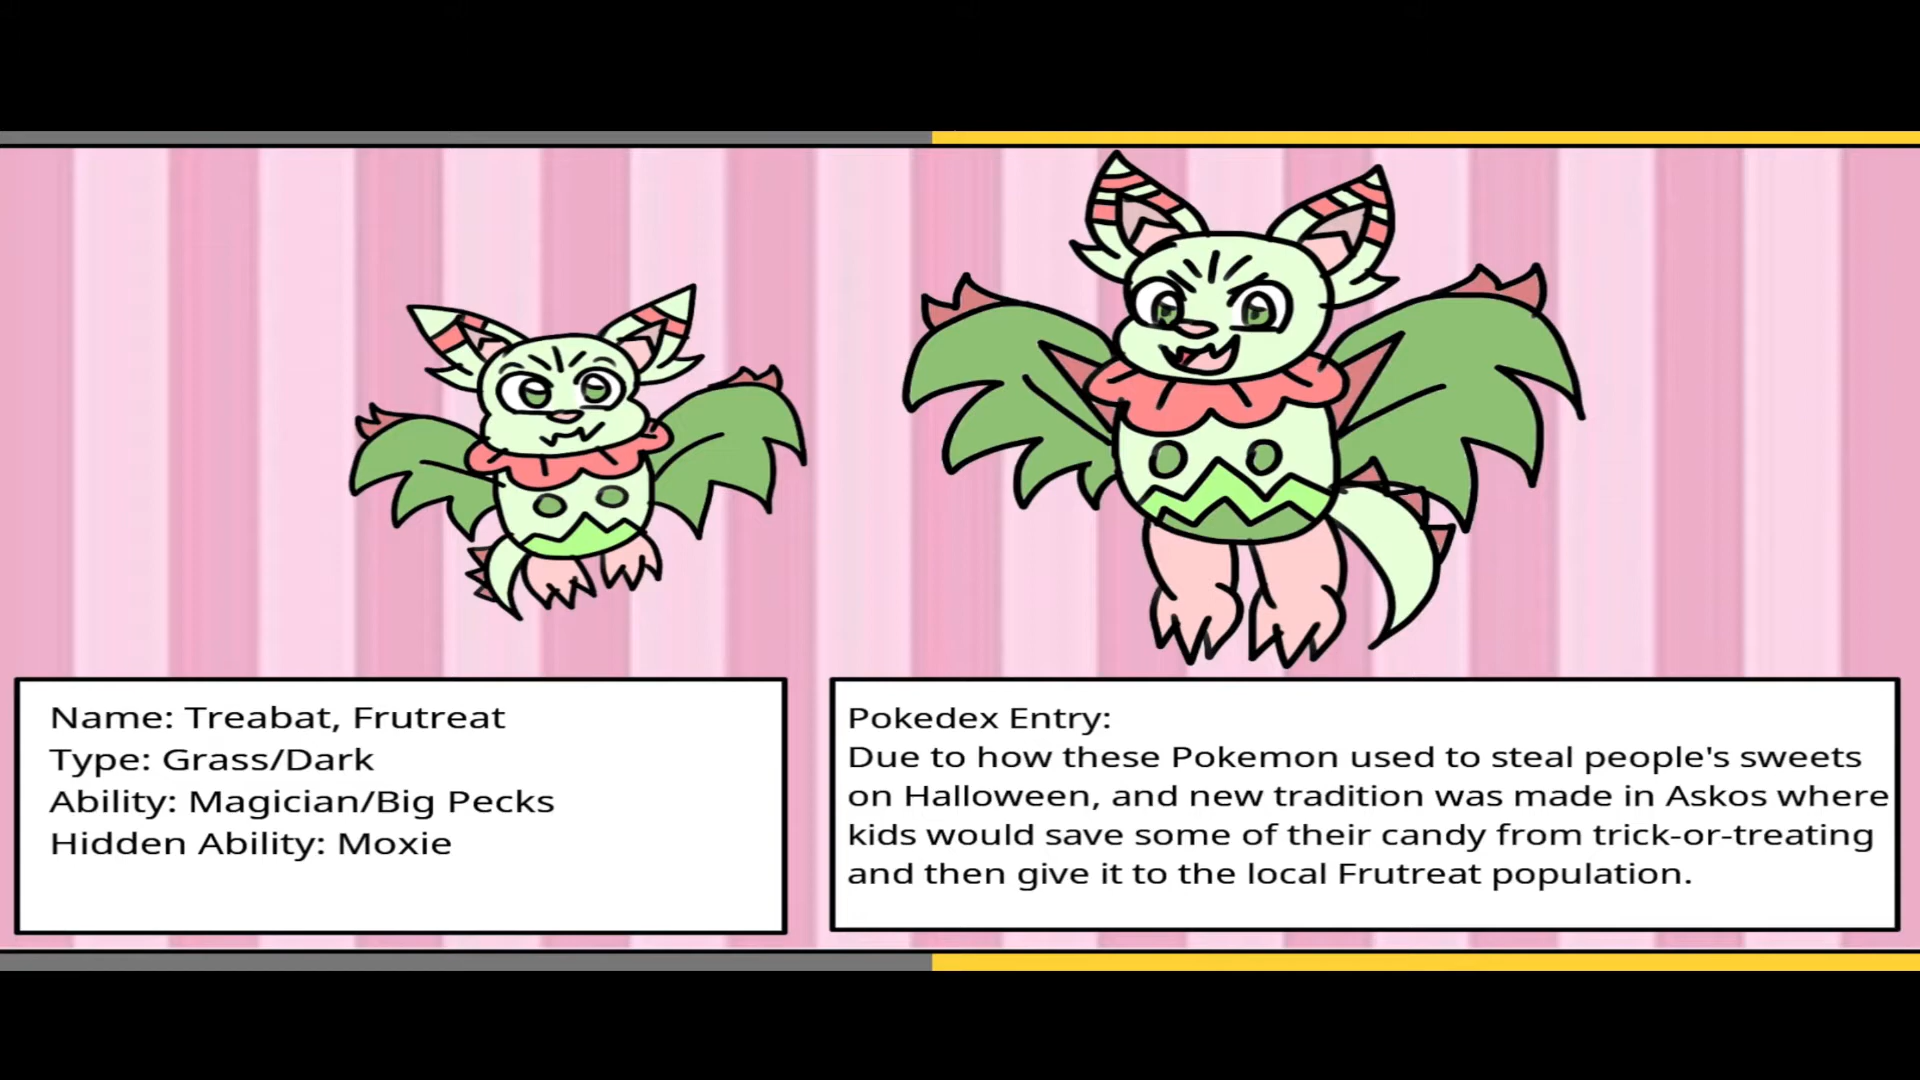 Name: Treabat, Frutreat
Type: Grass/Dark
Ability: Magician/Big Pecks
Hidden Ability: Moxie
Pokedex Entry:
Due to how these Pokemon used to steal people's sweets
on Halloween, and new tradition was made in Askos where
kids would save some of their candy from trick-or-treating
and then give it to the local Frutreat population.